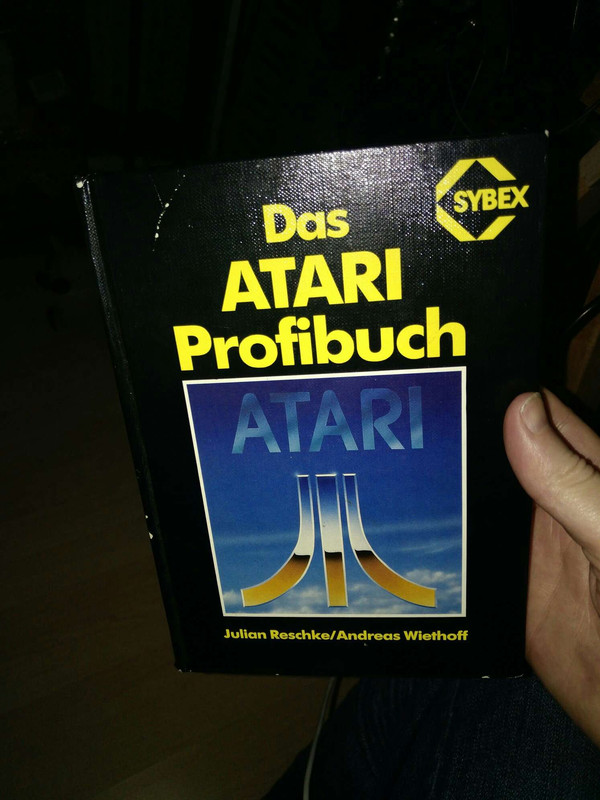 SYBEX
Das
ATARI
Profibuch
ATARI
Julian Reschke/Andreas Wiethoff